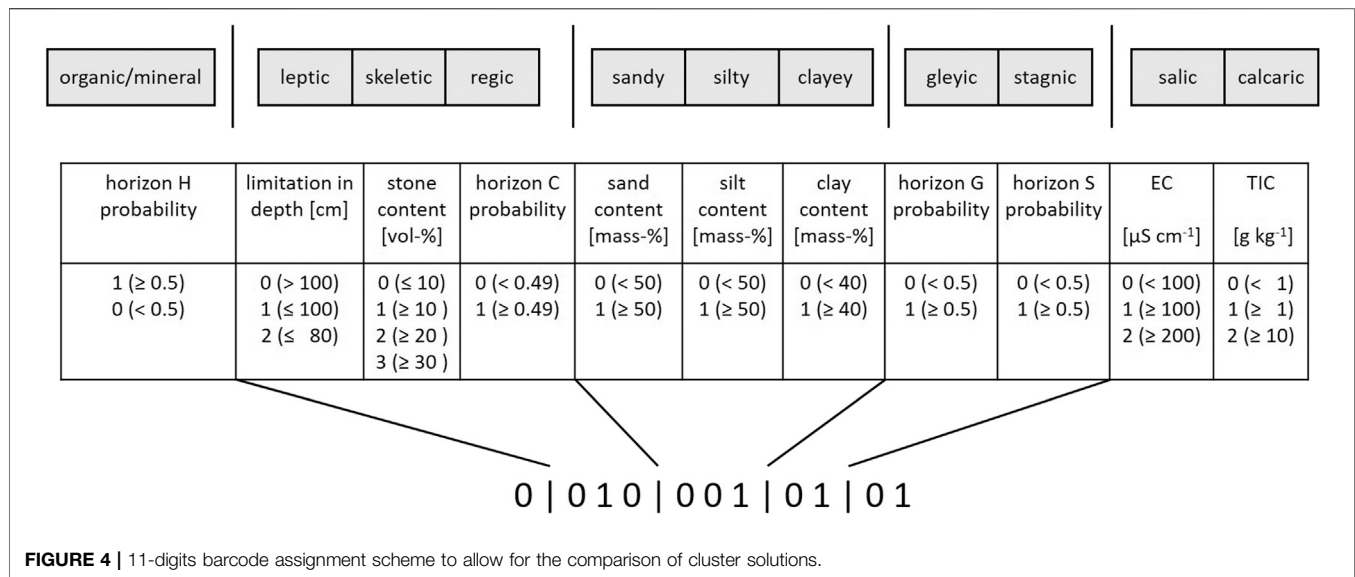 organic/mineral leptic skeletic regic sandy silty clayey gleyic stagnic salic calcaric
horizon H limitation in stone horizon C sand silt clay horizon G horizon S EC TIC
probability depth [cm] content probability content content content probability probability
[vol-%] [mass-%] [mass-%] [mass-%] [µS cm-1] [g kg-1]
1 (≥ 0.5) 0 (> 100) 0 (≤ 10) 0 (< 0.49) 0 (< 50) 0 (< 50) 0 (< 40) 0 (< 0.5) 0 (< 0.5) 0 (< 100) 0 (< 1)
0 (< 0.5) 1 (≤ 100) 1 (≥ 10 ) 1 (≥ 0.49) 1 (≥ 50) 1 (≥ 50) 1 (≥ 40) 1 (≥ 0.5) 1 (≥ 0.5) 1 (≥ 100) 1 (≥ 1)
2 (≤ 80) 2 (≥ 20 ) 2 (≥ 200) 2 (≥ 10)
3 (≥ 30 )
0 | 0 1 0 | 0 0 1 | 0 1 | 0 1
FIGURE 4 | 11-digits barcode assignment scheme to allow for the comparison of cluster solutions.